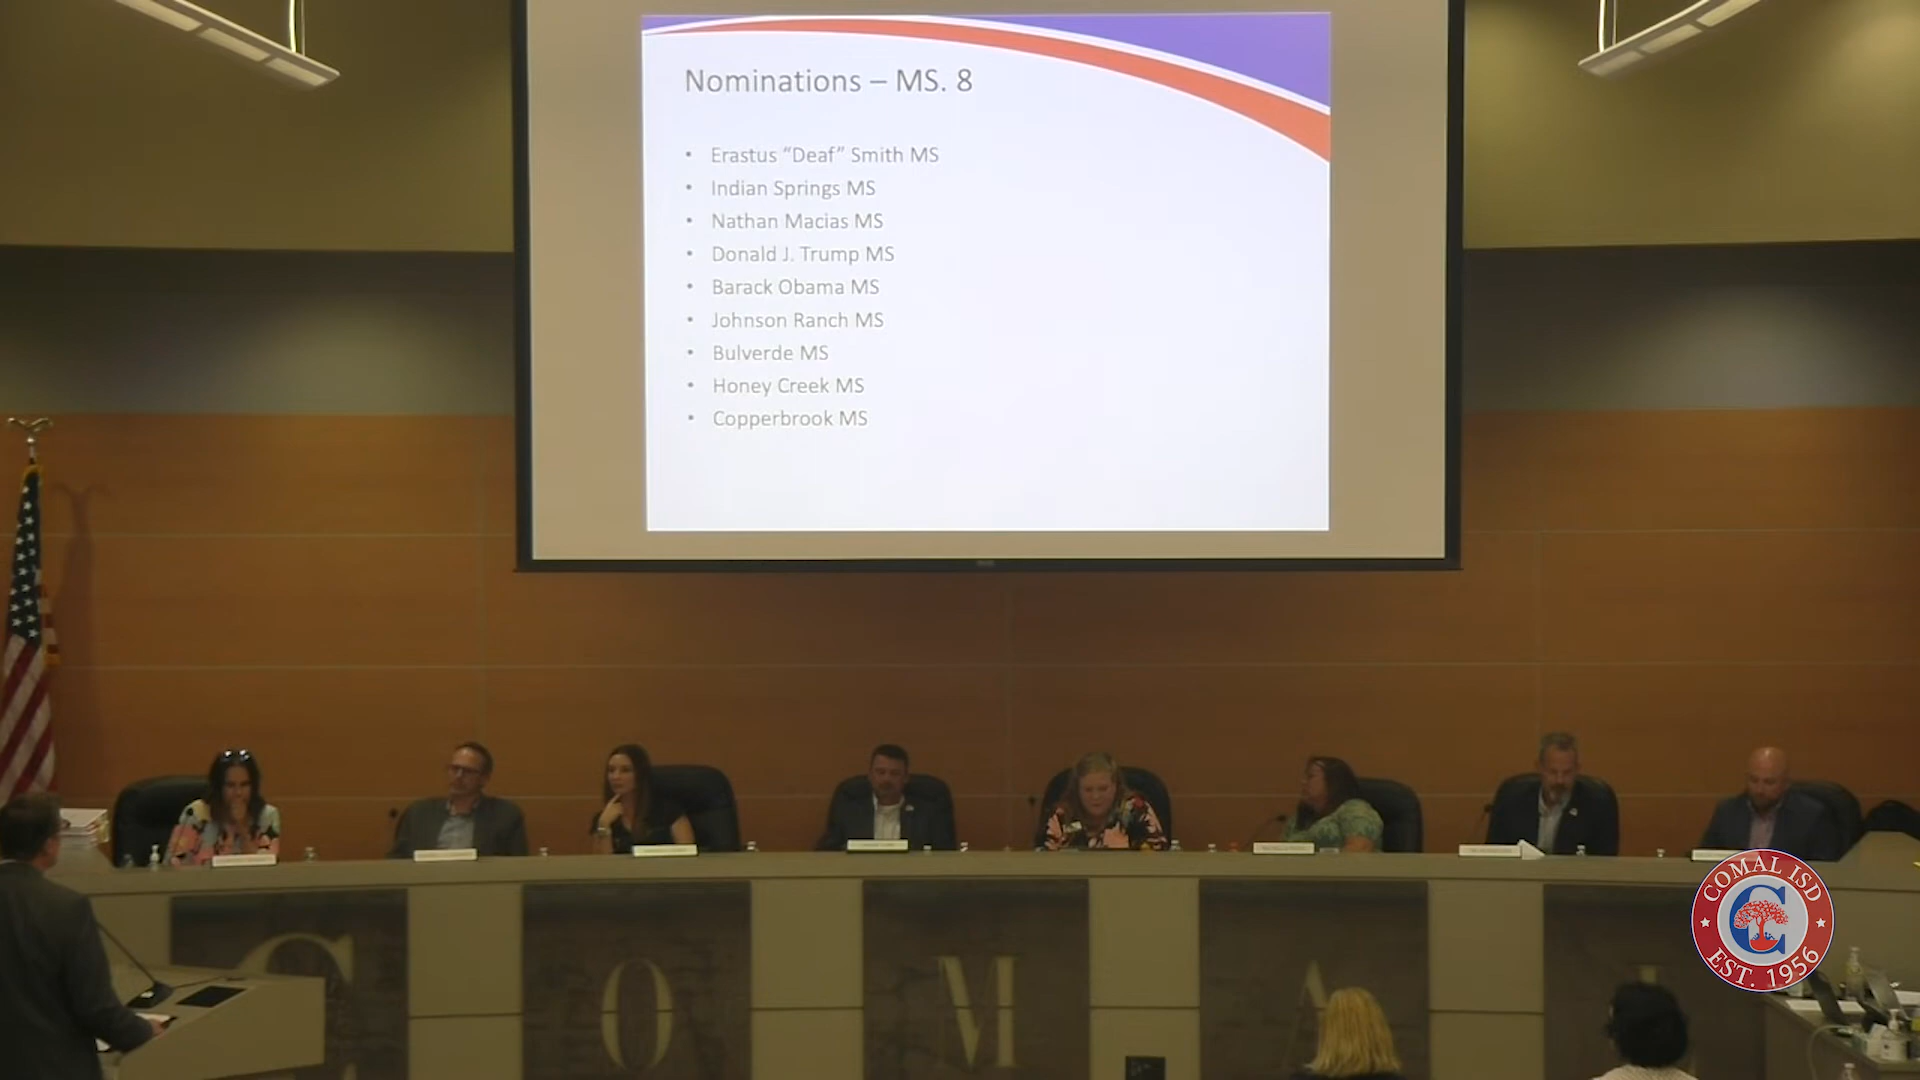 Nominations – MS. 8
• Erastus “Deaf” Smith MS
• Indian Springs MS
• Nathan Macias MS
• Donald J. Trump MS
• Barack Obama MS
• Johnson Ranch MS
• Bulverde MS
• Honey Creek MS
• Copperbrook MS
COMAL ISD
C
EST. 1956
C O M A L